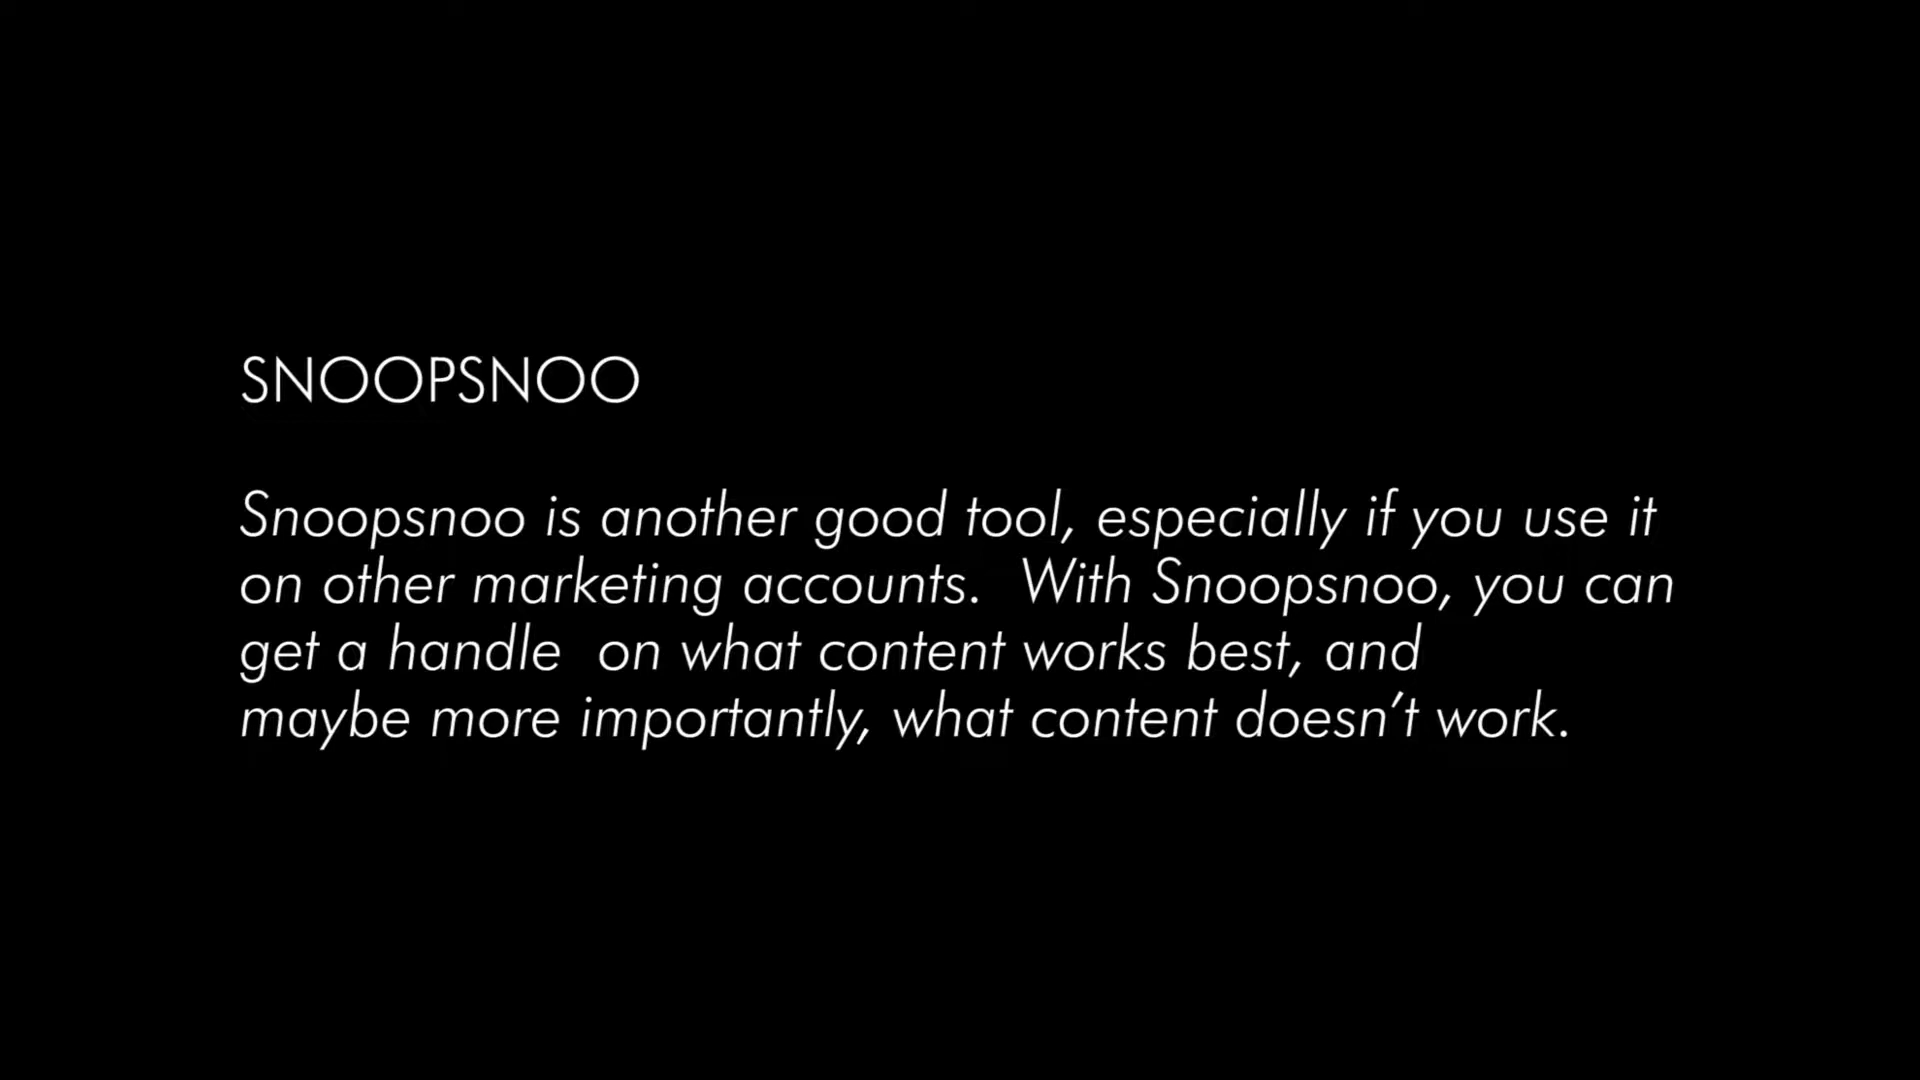 SNOOPSNOO
Snoopsnoo is another good tool, especially if you use it
on other marketing accounts.  With Snoopsnoo, you can
get a handle  on what content works best, and
maybe more importantly, what content doesn’t work.